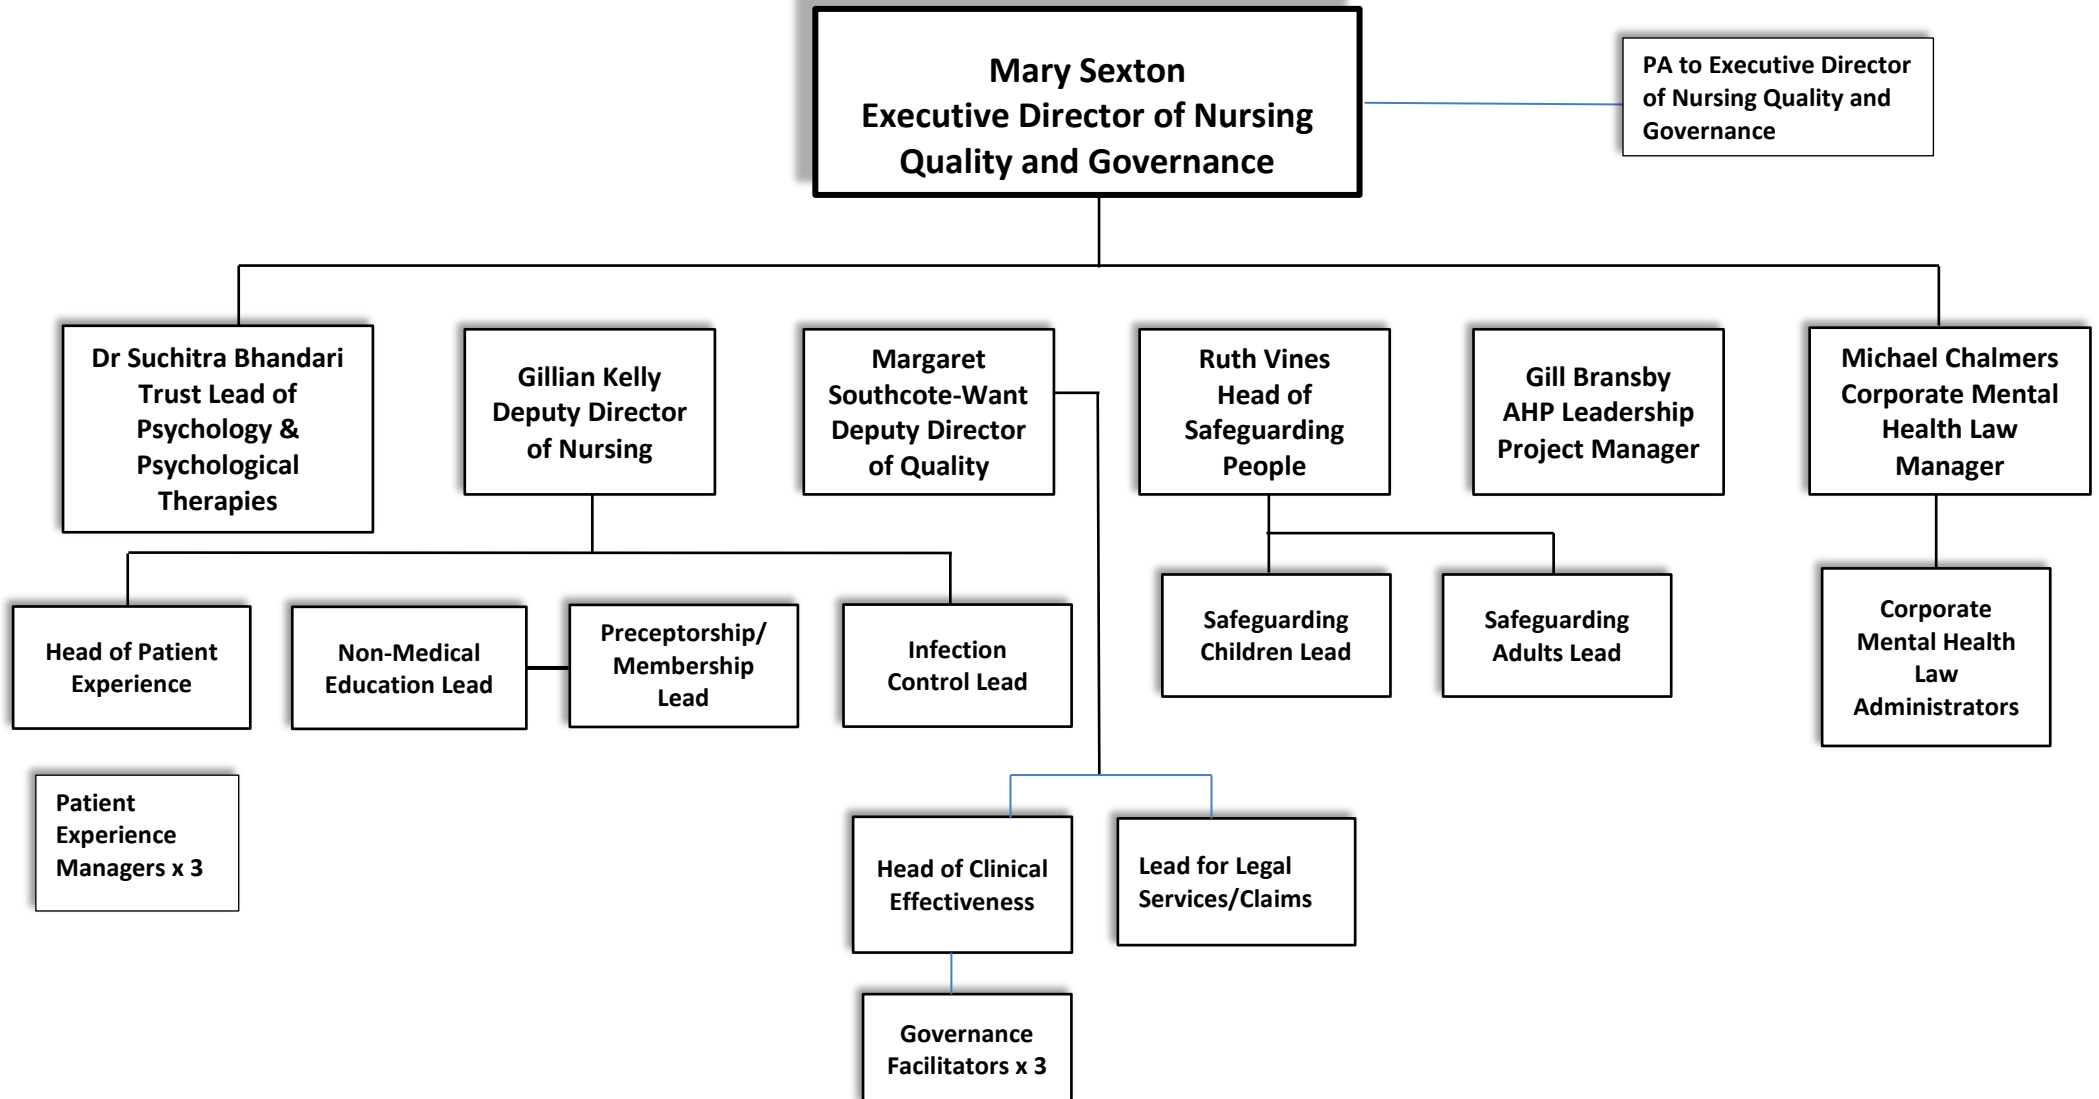 Mary Sexton
Executive Director of Nursing
Quality and Governance
PA to Executive Director
of Nursing Quality and
Governance
Dr Suchitra Bhandari
Trust Lead of
Psychology &
Psychological
Therapies
Gillian Kelly
Deputy Director
of Nursing
Margaret
Southcote-Want
Deputy Director
of Quality
Ruth Vines
Head of
Safeguarding
People
Gill Bransby
AHP Leadership
Project Manager
Michael Chalmers
Corporate Mental
Health Law
Manager
Head of Patient
Experience
Non-Medical
Education Lead
Preceptorship/
Membership
Lead
Infection
Control Lead
Safeguarding
Children Lead
Safeguarding
Adults Lead
Corporate
Mental Health
Law
Administrators
Patient
Experience
Managers x 3
Head of Clinical
Effectiveness
Lead for Legal
Services/Claims
Governance
Facilitators x 3